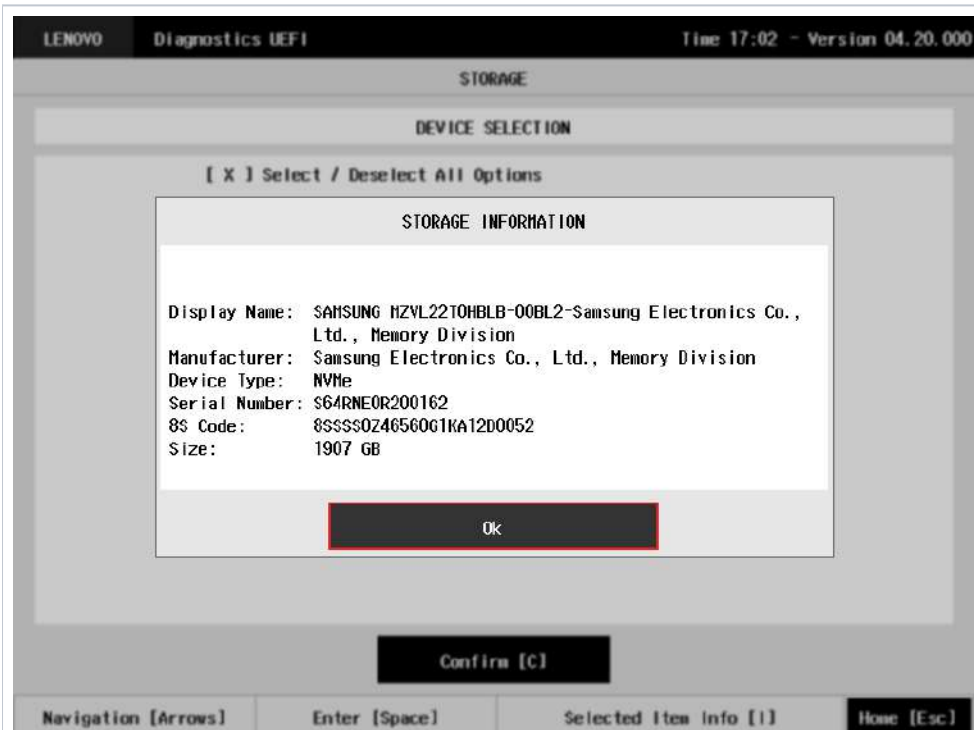 LENOVO Diagnostics UEFI Time 17:02 - Version 04.20.000
STORAGE
DEVICE SELECTION
[ X ] Select / Deselect All Options
STORAGE INFORMATION
Display Name: SAMSUNG MZVL22T0HBLB-00BL2-Samsung Electronics Co.,
Ltd., Memory Division
Manufacturer: Samsung Electronics Co., Ltd., Memory Division
Device Type: NVMe
Serial Number: S64RNE0R200162
8S Code: 8SSSS0Z46560G1KA12D0052
Size: 1907 GB
Ok
Confirm [C]
Navigation [Arrows] Enter [Space] Selected Item Info [I] Home [Esc]